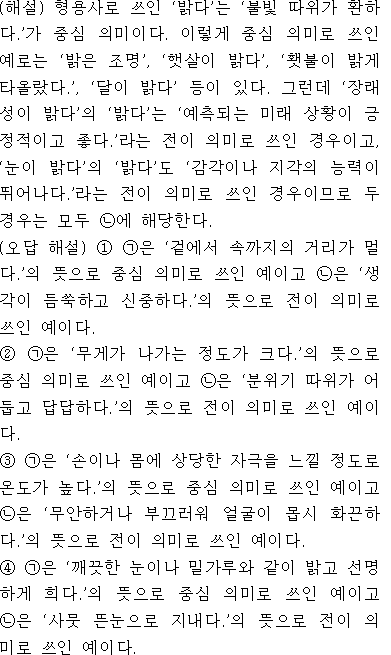 (해설) 형용사로 쓰인 ‘밝다’는 ‘불빛 따위가 환하
다.’가 중심 의미이다. 이렇게 중심 의미로 쓰인
예로는 ‘밝은 조명’, ‘햇살이 밝다’, ‘횃불이 밝게
타올랐다.’, ‘달이 밝다’ 등이 있다. 그런데 ‘장래
성이 밝다’의 ‘밝다’는 ‘예측되는 미래 상황이 긍
정적이고 좋다.’라는 전이 의미로 쓰인 경우이고,
‘눈이 밝다’의 ‘밝다’도 ‘감각이나 지각의 능력이
뛰어나다.’라는 전이 의미로 쓰인 경우이므로 두
경우는 모두 ㉡에 해당한다.
(오답 해설) ① ㉠은 ‘겉에서 속까지의 거리가 멀
다.’의 뜻으로 중심 의미로 쓰인 예이고 ㉡은 ‘생
각이 듬쑥하고 신중하다.’의 뜻으로 전이 의미로
쓰인 예이다.
② ㉠은 ‘무게가 나가는 정도가 크다.’의 뜻으로
중심 의미로 쓰인 예이고 ㉡은 ‘분위기 따위가 어
둡고 답답하다.’의 뜻으로 전이 의미로 쓰인 예이
다.
③ ㉠은 ‘손이나 몸에 상당한 자극을 느낄 정도로
온도가 높다.’의 뜻으로 중심 의미로 쓰인 예이고
㉡은 ‘무안하거나 부끄러워 얼굴이 몹시 화끈하
다.’의 뜻으로 전이 의미로 쓰인 예이다.
④ ㉠은 ‘깨끗한 눈이나 밀가루와 같이 밝고 선명
하게 희다.’의 뜻으로 중심 의미로 쓰인 예이고
㉡은 ‘사뭇 뜬눈으로 지내다.’의 뜻으로 전이 의
미로 쓰인 예이다.